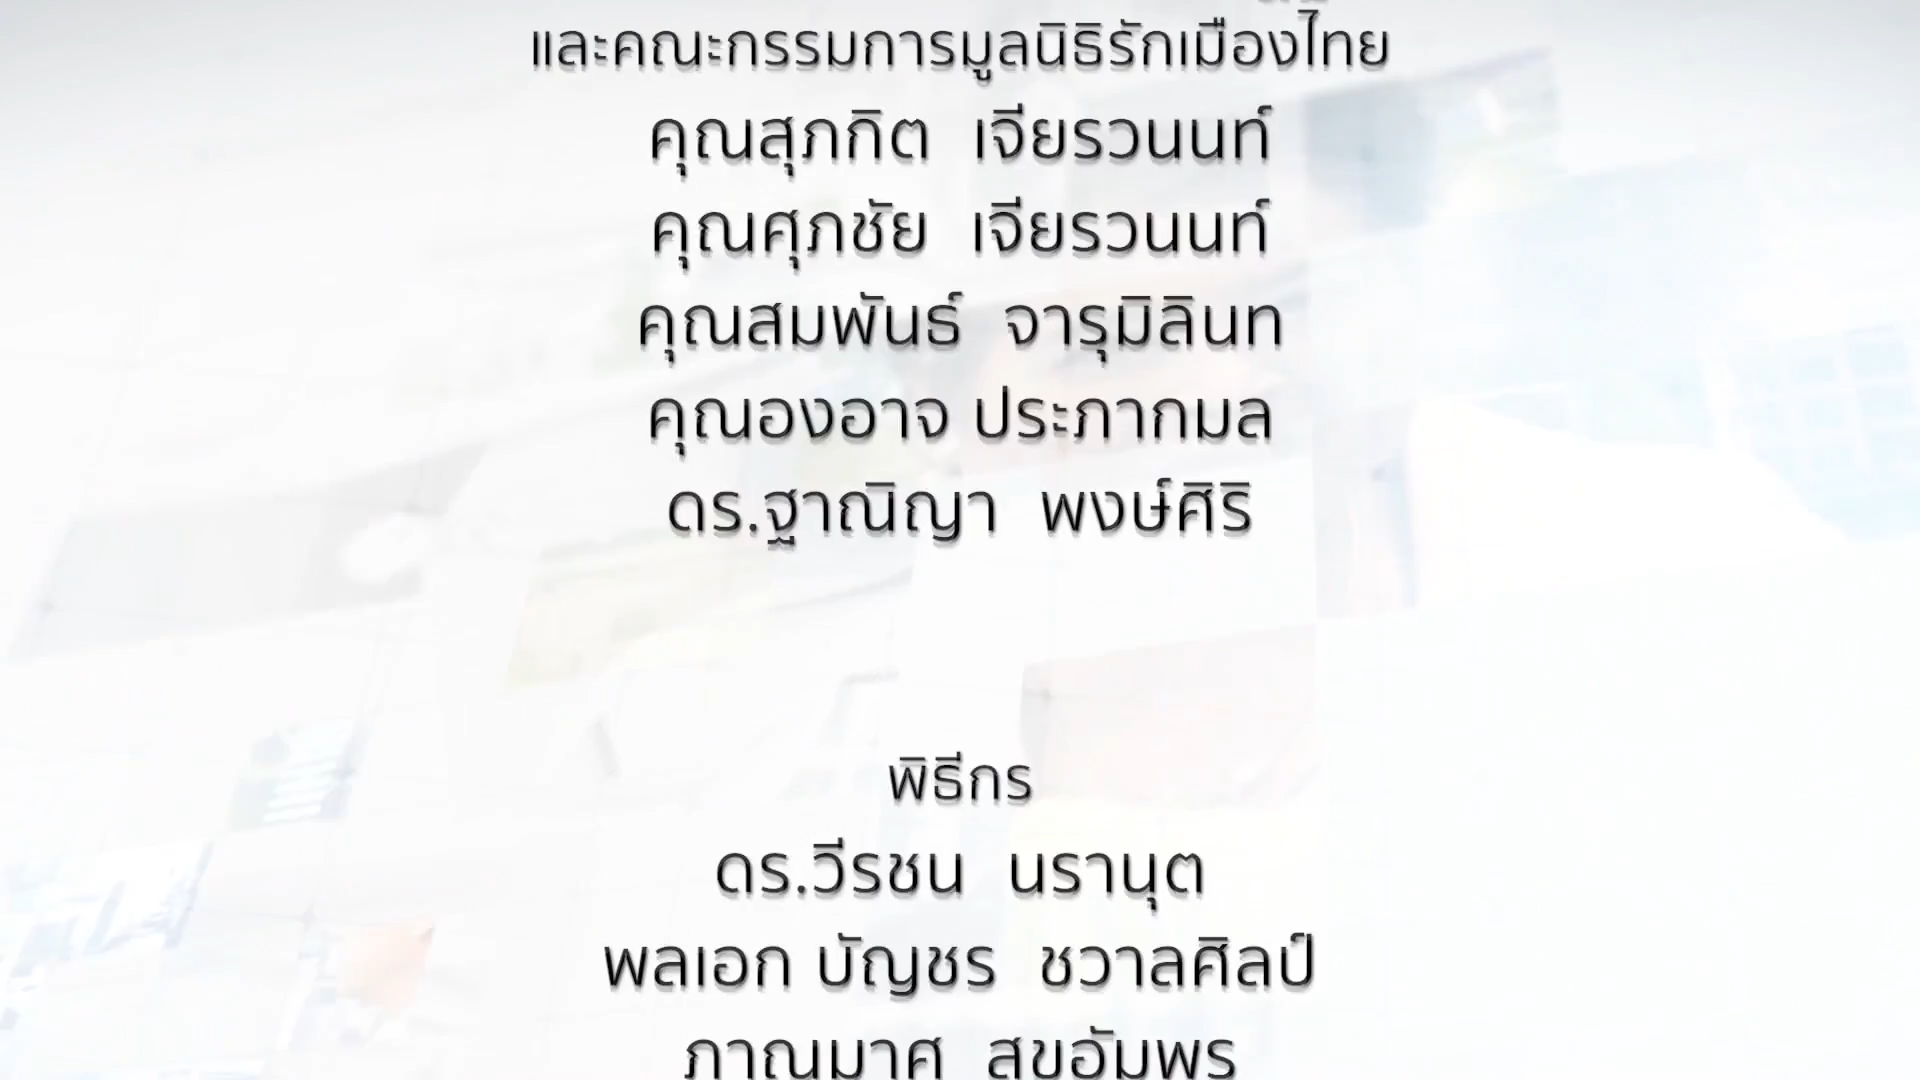 และคณะกรรมการมูลนิธิรักเมืองไทย
คุณสุภกิต เจียรวนนท์
คุณศุภชัย เจียรวนนท์
คุณสมพันธ์ จารุมิลินท
คุณองอาจ ประภากมล
ดร.ฐาณิญา พงษ์ศิริ
พิธีกร
ดร.วีรชน นรานุต
พลเอก บัญชร ชวาลศิลป์
ภาณุมาศ สุขอัมพร